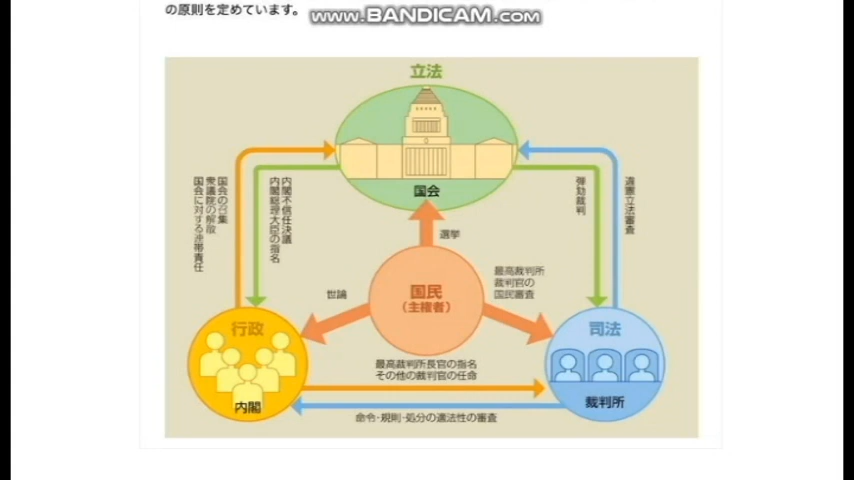 の原則を定めています。
www.BANDICAM.com
立法
国会
国会の召集
衆議院の解散
国会に対する連帯責任
内閣不信任決議
内閣総理大臣の指名
弾劾裁判
違憲立法審査
選挙
世論
国民
(主権者)
最高裁判所
裁判官の
国民審査
行政
内閣
司法
裁判所
最高裁判所長官の指名
その他の裁判官の任命
命令・規則・処分の適法性の審査